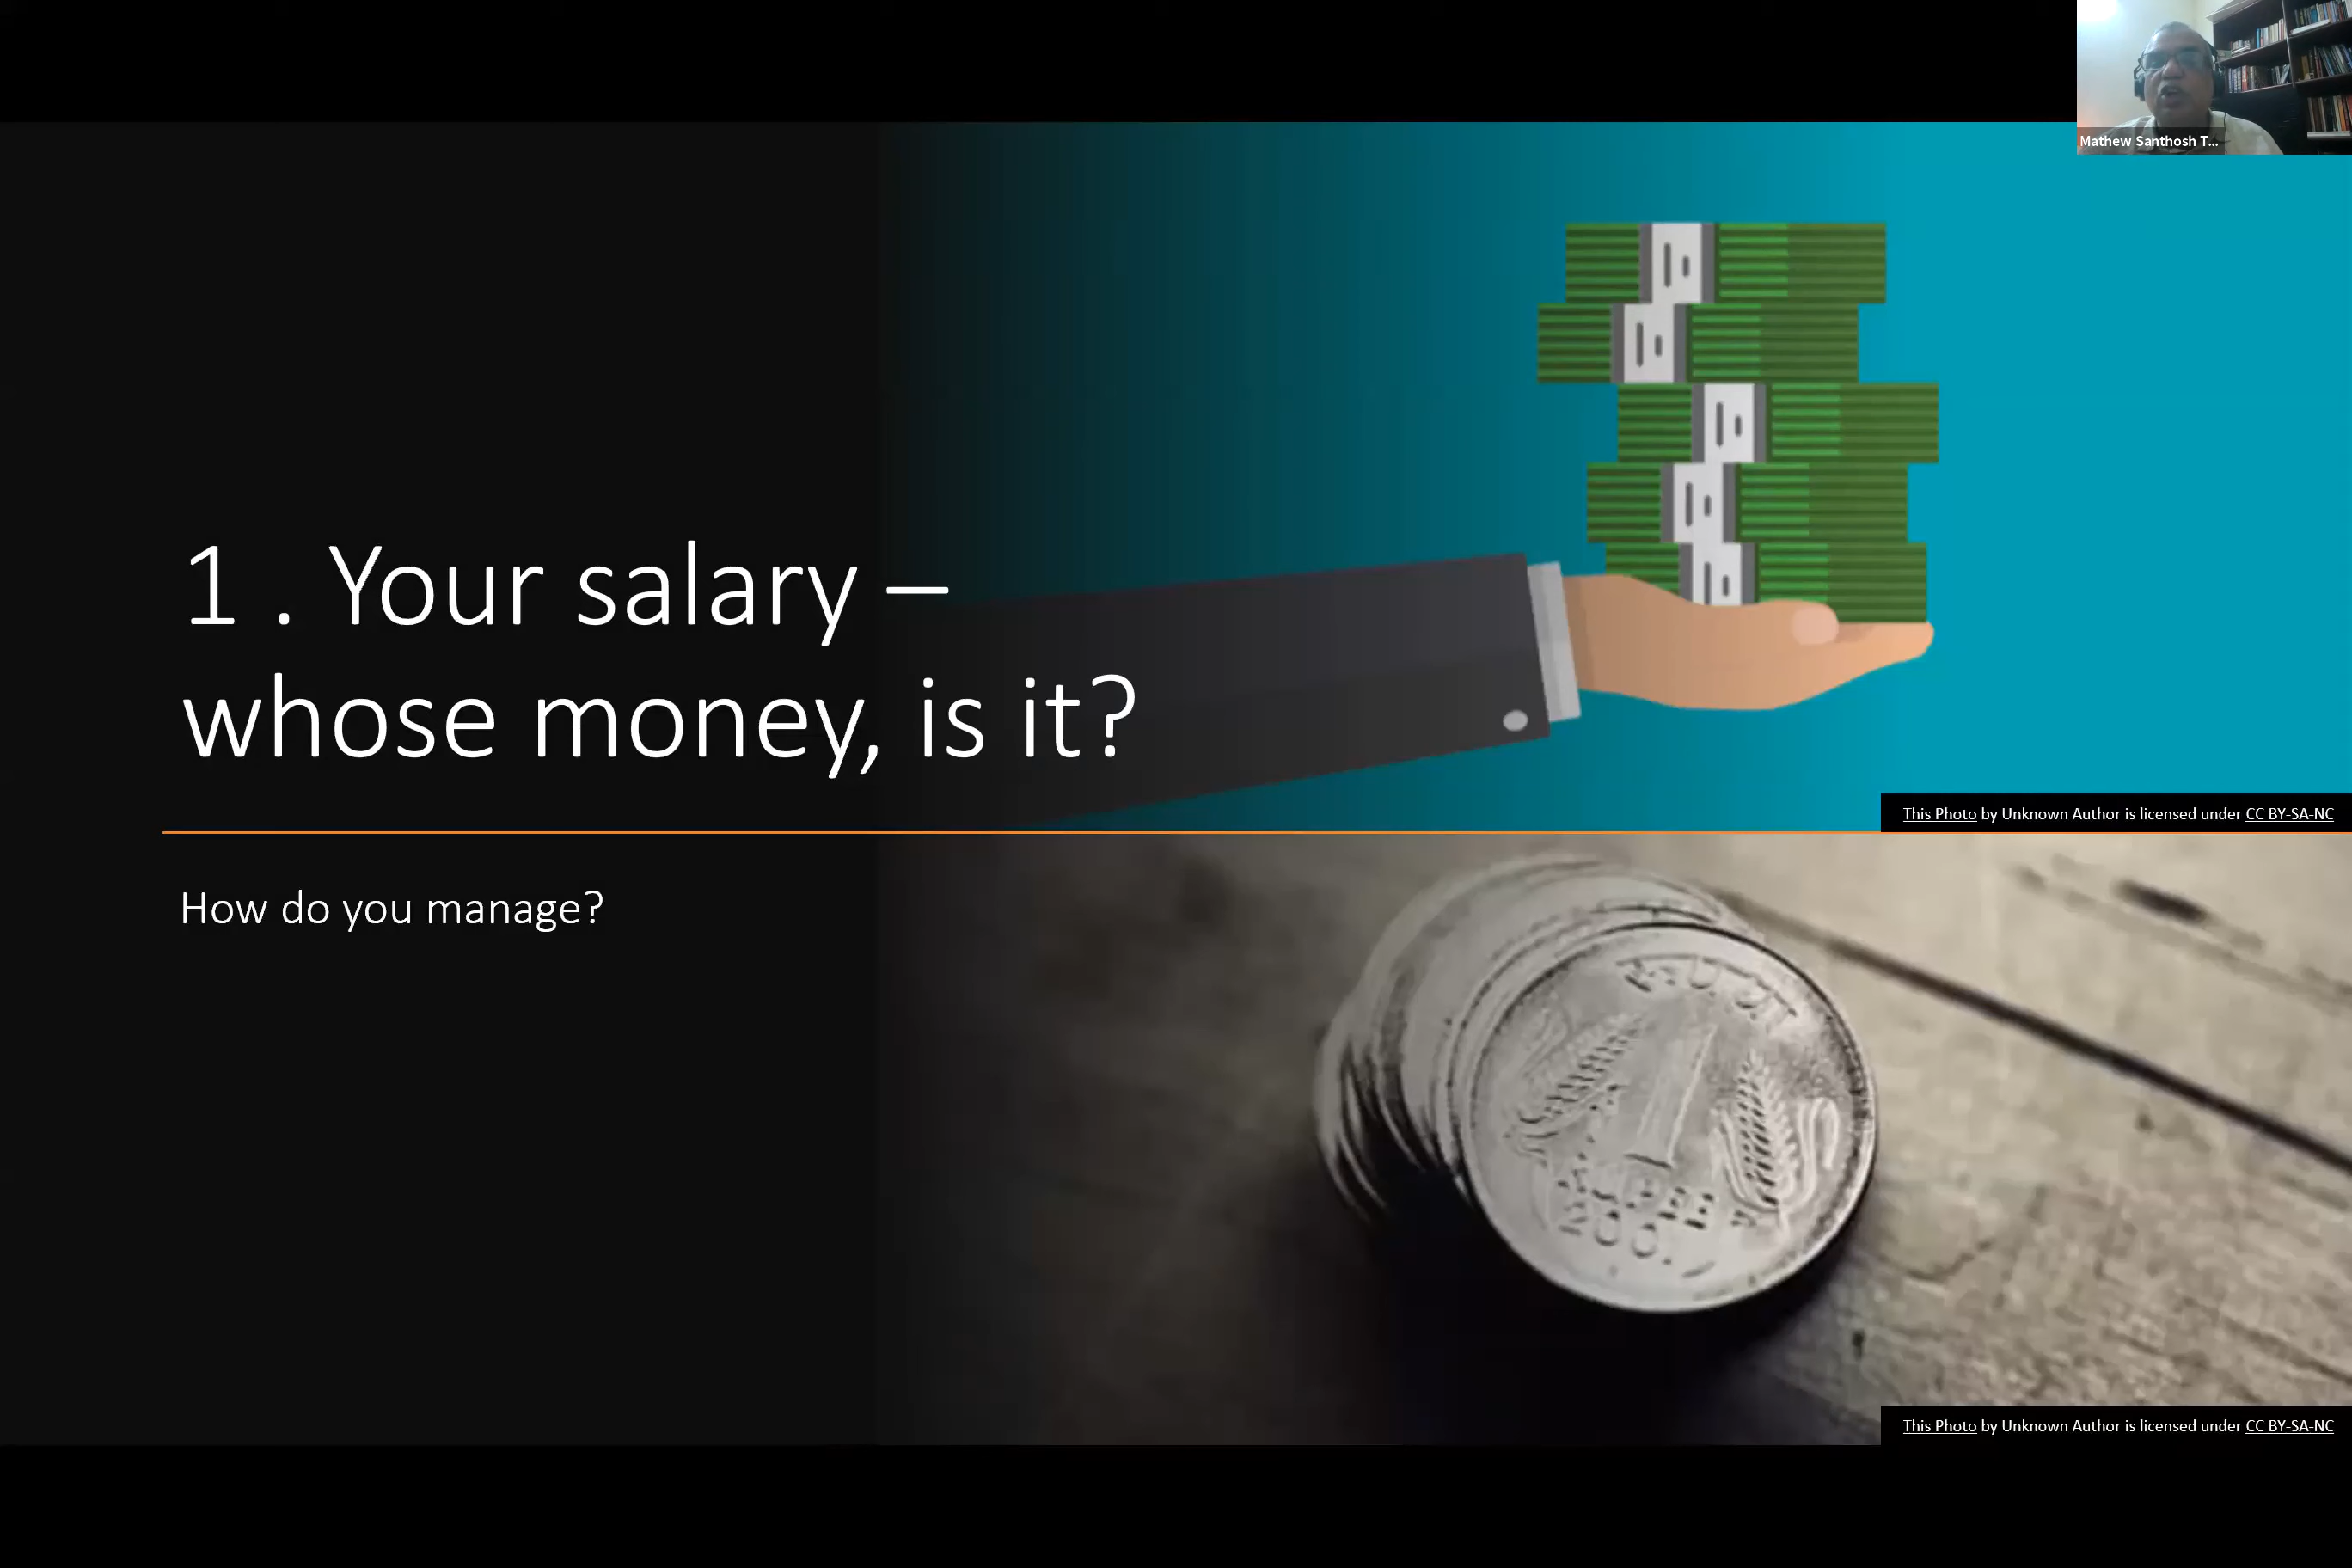 Mathew Santhosh T...
1 . Your salary –
whose money, is it?
This Photo by Unknown Author is licensed under CC BY-SA-NC
How do you manage?
This Photo by Unknown Author is licensed under CC BY-SA-NC